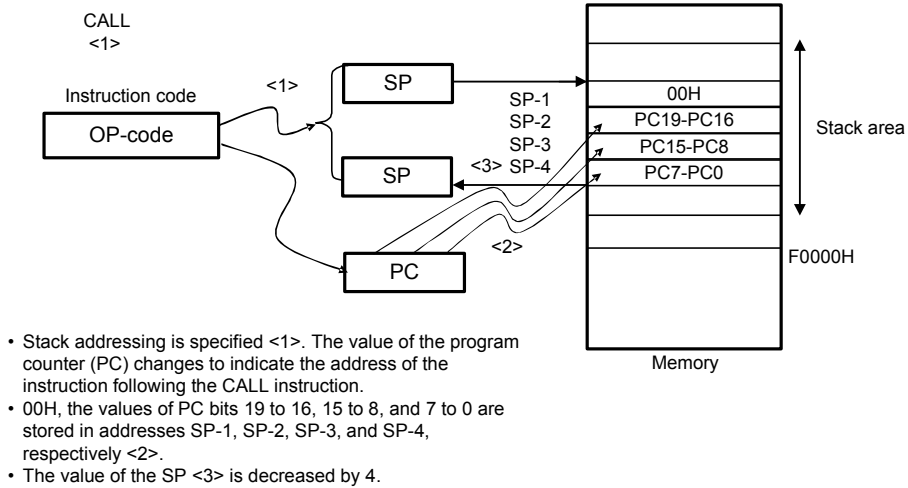 CALL
<1>
Instruction code
OP-code
<1>
SP
SP
PC
SP-1
SP-2
SP-3
<3> SP-4
<2>
00H
PC19-PC16
PC15-PC8
PC7-PC0
Stack area
F0000H
Memory
• Stack addressing is specified <1>. The value of the program
counter (PC) changes to indicate the address of the
instruction following the CALL instruction.
• 00H, the values of PC bits 19 to 16, 15 to 8, and 7 to 0 are
stored in addresses SP-1, SP-2, SP-3, and SP-4,
respectively <2>.
• The value of the SP <3> is decreased by 4.